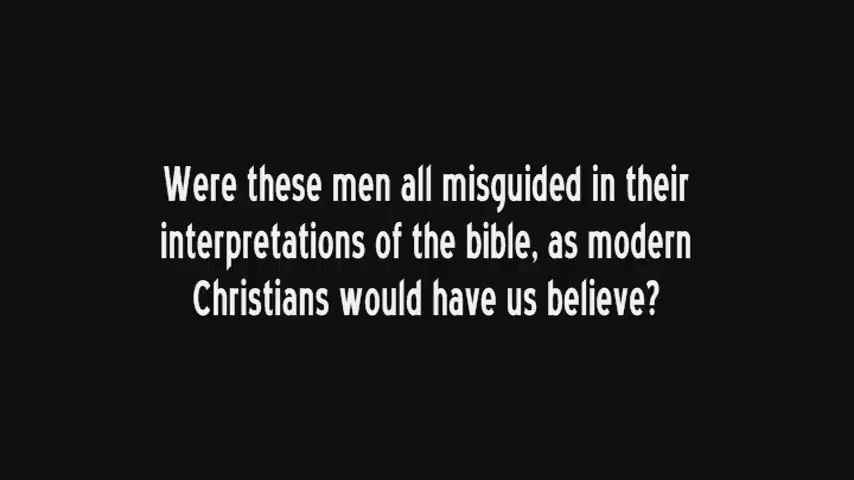 Were these men all misguided in their
interpretations of the bible, as modern
Christians would have us believe?